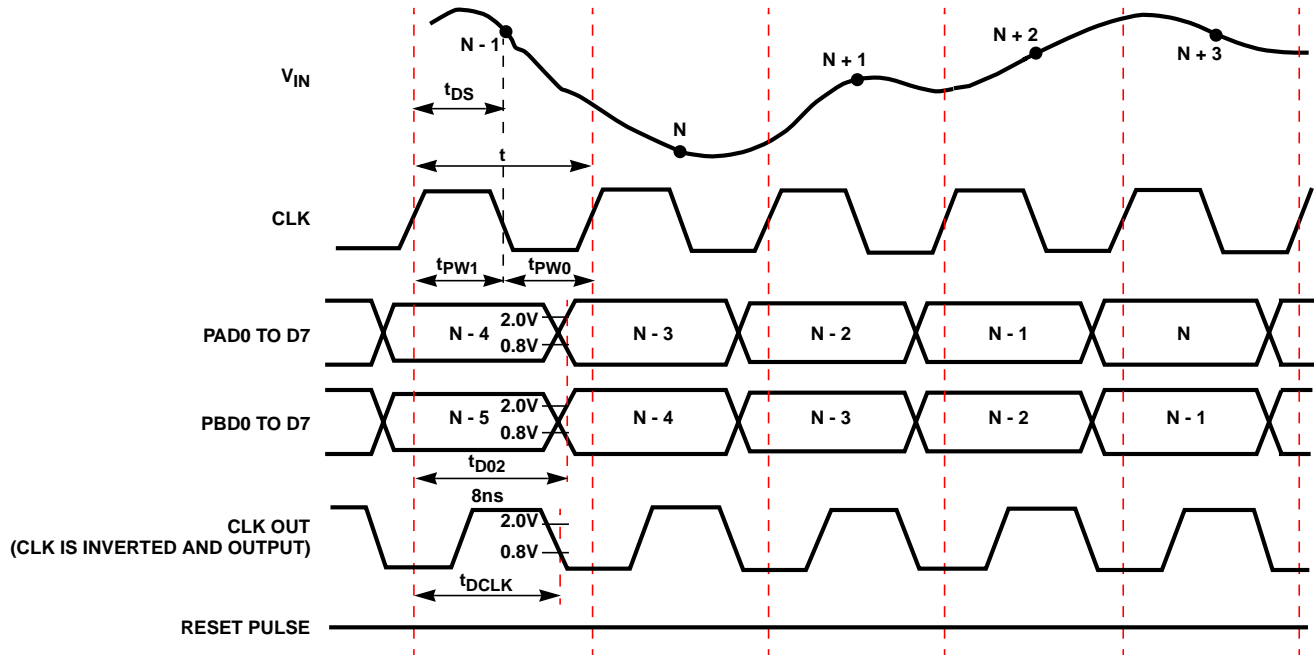 N - 1
N + 1
N + 2
N + 3
V_IN
t_DS
N
t
CLK
t_PW1
t_PW0
PAD0 TO D7
N - 4
2.0V
0.8V
N - 3
N - 2
N - 1
N
PBD0 TO D7
N - 5
2.0V
0.8V
N - 4
N - 3
N - 2
N - 1
t_D02
8ns
CLK OUT
(CLK IS INVERTED AND OUTPUT)
2.0V
0.8V
t_DCLK
RESET PULSE